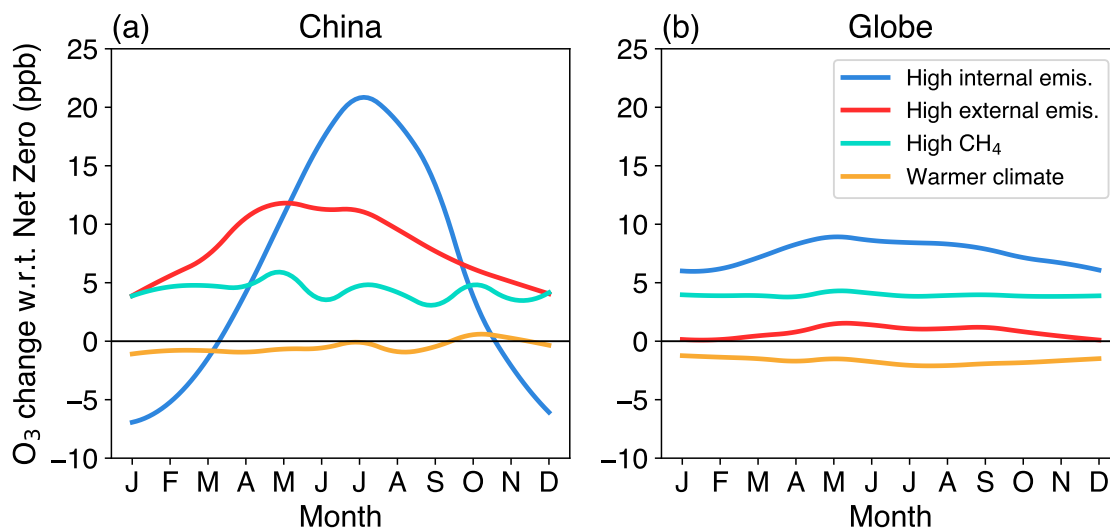 (a) China
(b) Globe
O₃ change w.r.t. Net Zero (ppb)
25
20
15
10
5
0
−5
−10
J F M A M J J A S O N D
Month
25
20
15
10
5
0
−5
−10
High internal emis.
High external emis.
High CH₄
Warmer climate
J F M A M J J A S O N D
Month